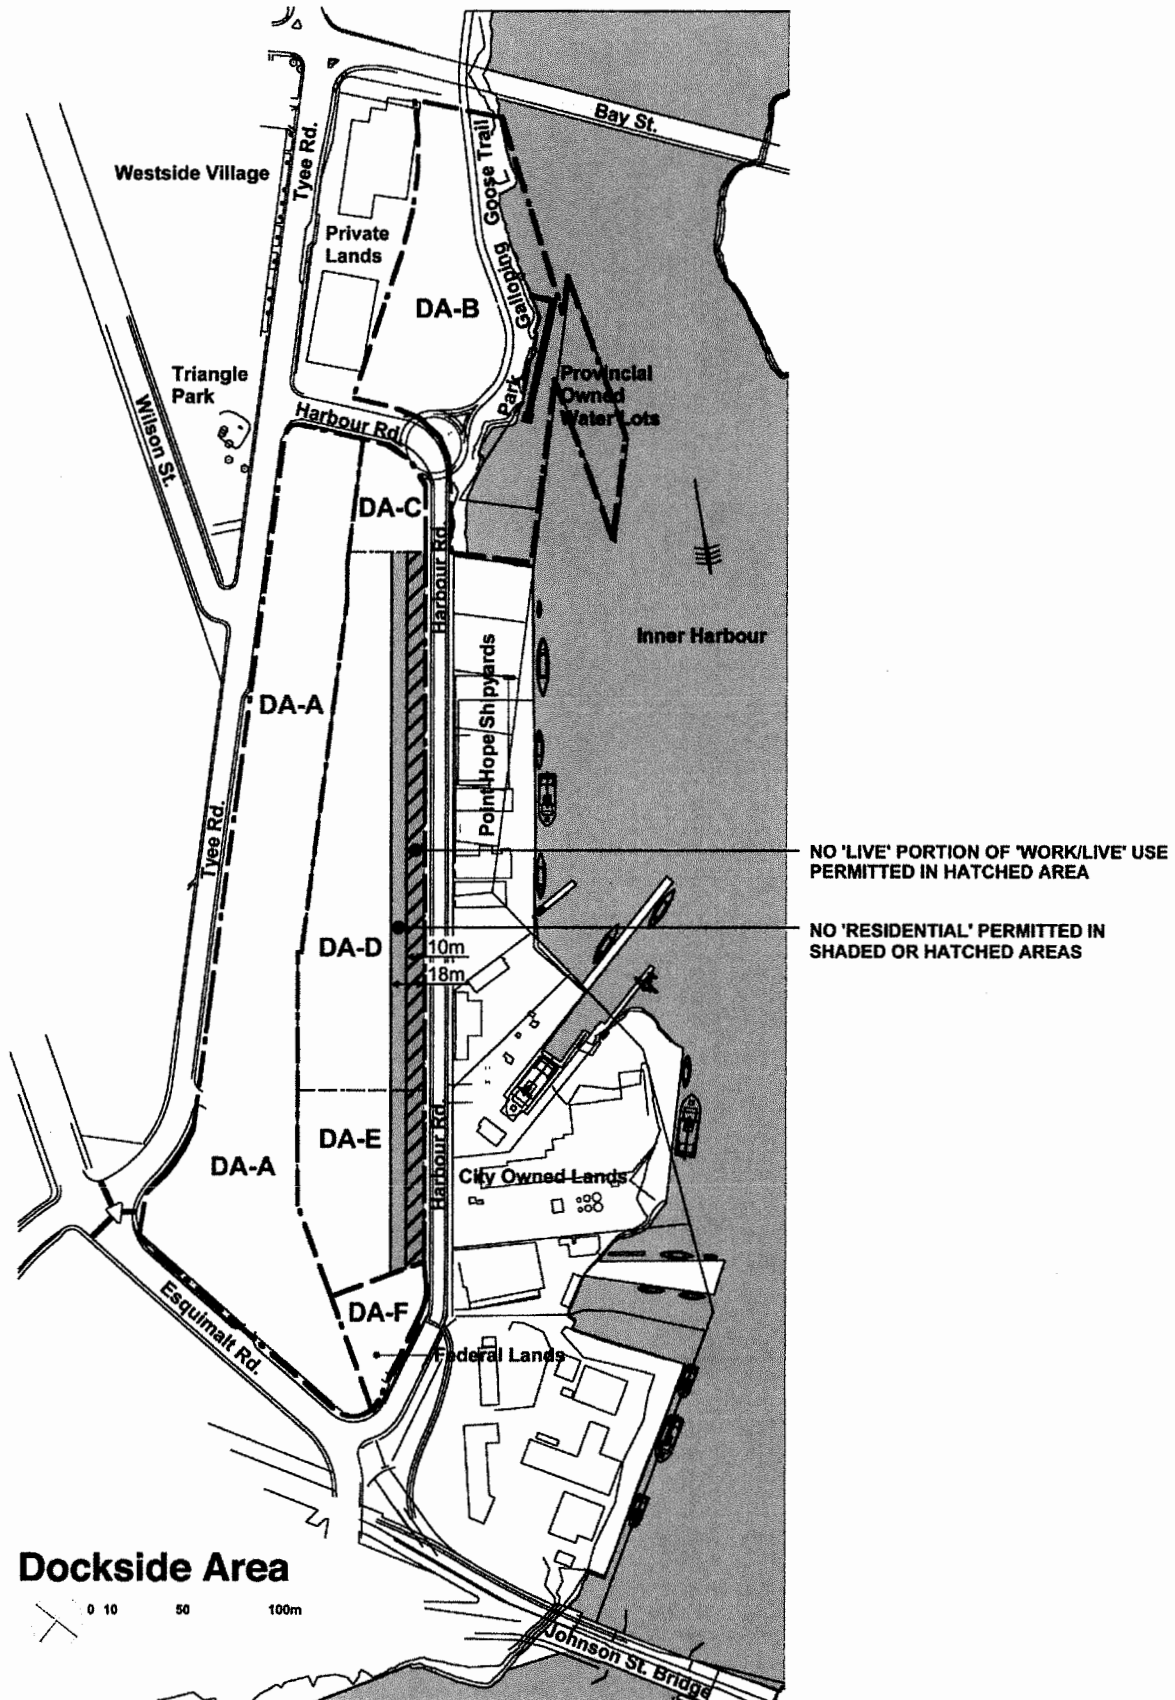 Bay St.
Tyee Rd.
Westside Village
Goose Trail
Galloping
Private
Lands
DA-B
Park
Provincial
Owned
Water Lots
Triangle
Park
Wilson St.
Harbour Rd.
DA-C
Harbour Rd.
Inner Harbour
Point Hope Shipyards
DA-A
Tyee Rd.
NO 'LIVE' PORTION OF 'WORK/LIVE' USE
PERMITTED IN HATCHED AREA
NO 'RESIDENTIAL' PERMITTED IN
SHADED OR HATCHED AREAS
DA-D
10m
18m
DA-E
Harbour Rd.
DA-A
City Owned Lands
Esquimalt Rd.
DA-F
Federal Lands
Dockside Area
0 10 50 100m
Johnson St. Bridge